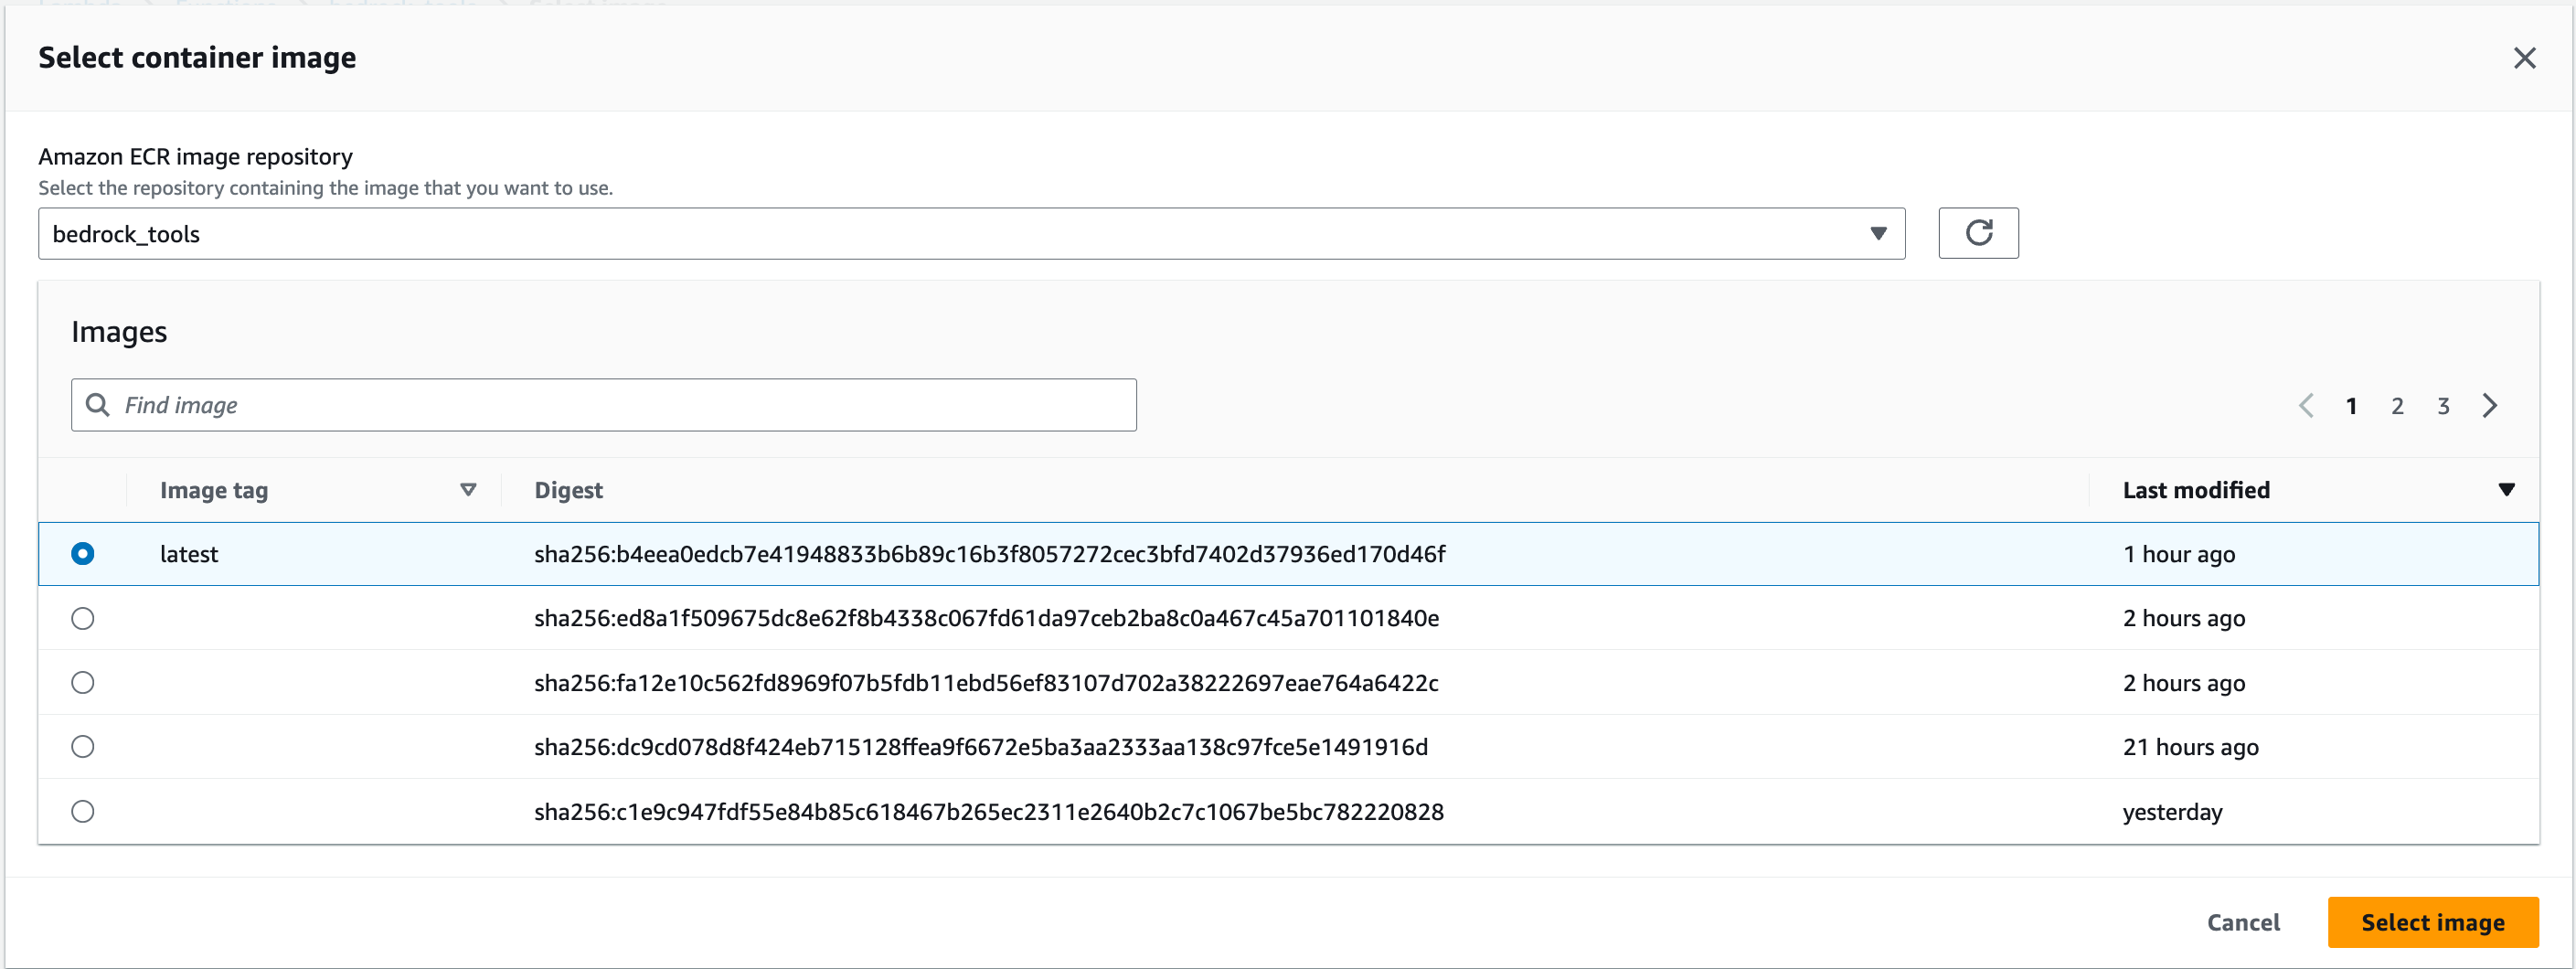 Select container image
Amazon ECR image repository
Select the repository containing the image that you want to use.
bedrock_tools
Images
Find image
1 2 3
Image tag Digest Last modified
latest sha256:b4eea0edcb7e41948833b6b89c16b3f8057272cec3bfd7402d37936ed170d46f 1 hour ago
sha256:ed8a1f509675dc8e62f8b4338c067fd61da97ceb2ba8c0a467c45a701101840e 2 hours ago
sha256:fa12e10c562fd8969f07b5fdb11ebd56ef83107d702a38222697eae764a6422c 2 hours ago
sha256:dc9cd078d8f424eb715128ffea9f6672e5ba3aa2333aa138c97fce5e1491916d 21 hours ago
sha256:c1e9c947fdf55e84b85c618467b265ec2311e2640b2c7c1067be5bc782220828 yesterday
Cancel Select image